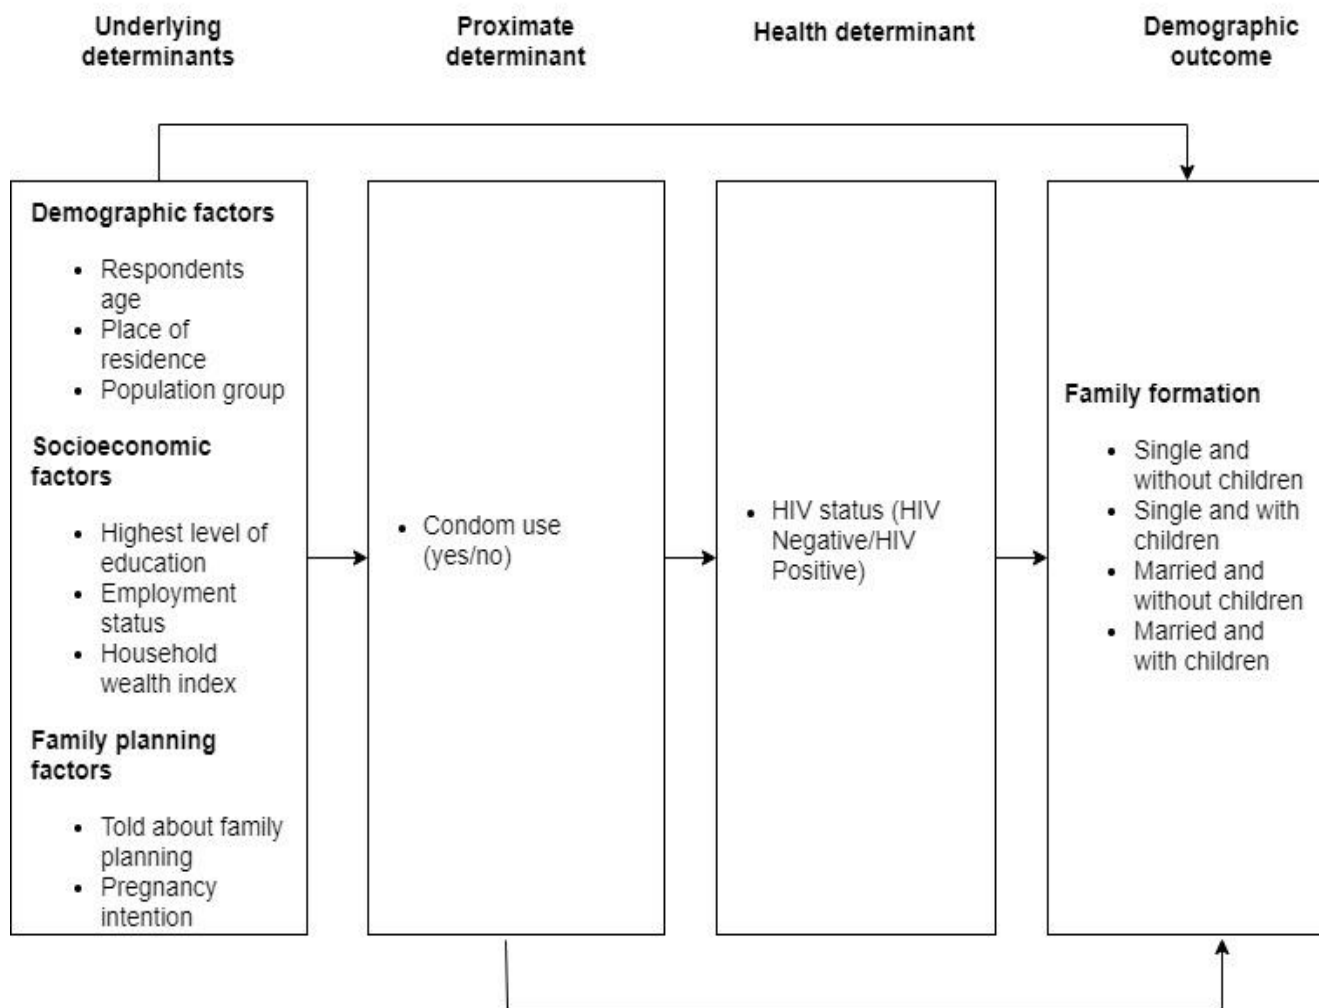 Underlying
determinants
Proximate
determinant
Health determinant
Demographic
outcome
Demographic factors
• Respondents
age
• Place of
residence
• Population group
Socioeconomic
factors
• Highest level of
education
• Employment
status
• Household
wealth index
Family planning
factors
• Told about family
planning
• Pregnancy
intention
• Condom use
(yes/no)
• HIV status (HIV
Negative/HIV
Positive)
Family formation
• Single and
without children
• Single and with
children
• Married and
without children
• Married and
with children